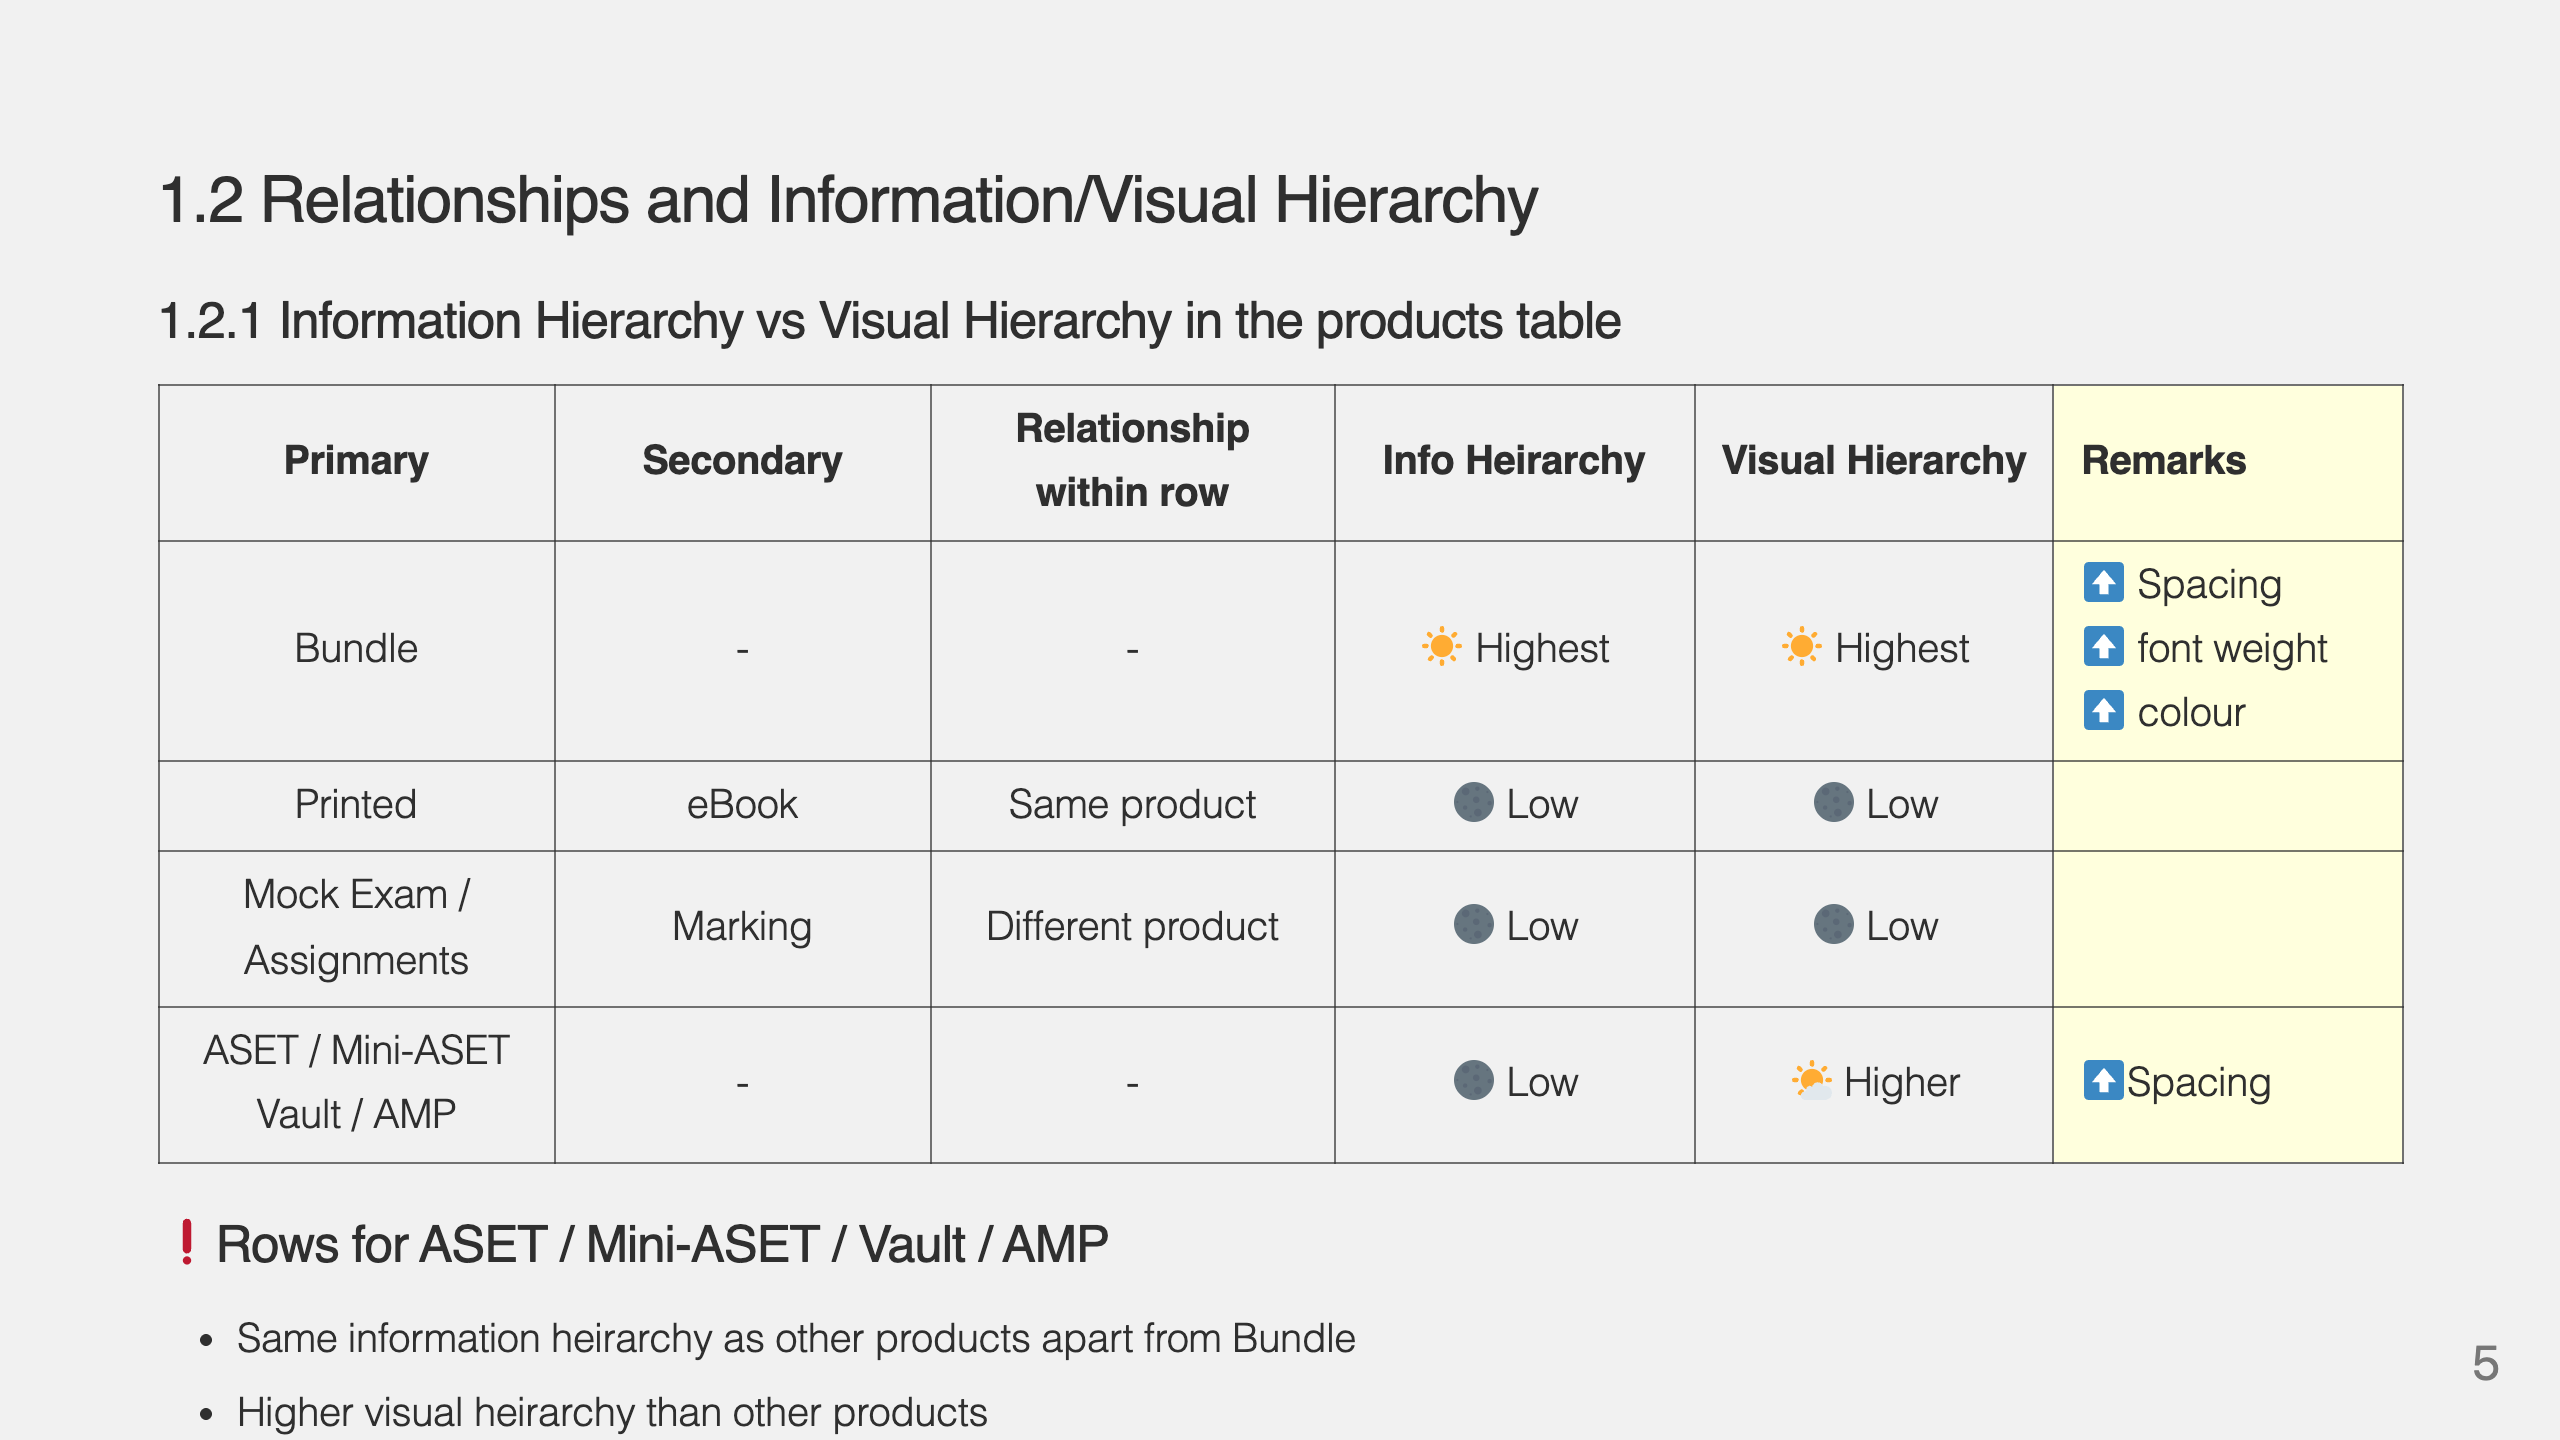 1.2 Relationships and Information/Visual Hierarchy
1.2.1 Information Hierarchy vs Visual Hierarchy in the products table
Primary
Secondary
Relationship
within row
Info Heirarchy
Visual Hierarchy
Remarks
Bundle
-
-
Highest
Highest
Spacing
font weight
colour
Printed
eBook
Same product
Low
Low
Mock Exam /
Assignments
Marking
Different product
Low
Low
ASET / Mini-ASET
Vault / AMP
-
-
Low
Higher
Spacing
❗ Rows for ASET / Mini-ASET / Vault / AMP
• Same information heirarchy as other products apart from Bundle
• Higher visual heirarchy than other products
5